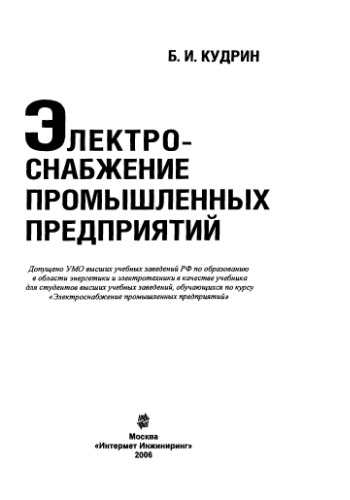 Б. И. КУДРИН
ЭЛЕКТРО-
СНАБЖЕНИЕ
ПРОМЫШЛЕННЫХ
ПРЕДПРИЯТИЙ
Допущено УМО высших учебных заведений РФ по образованию
в области энергетики и электротехники в качестве учебника
для студентов высших учебных заведений, обучающихся по курсу
«Электроснабжение промышленных предприятий»
Москва
«Интермет Инжиниринг»
2006